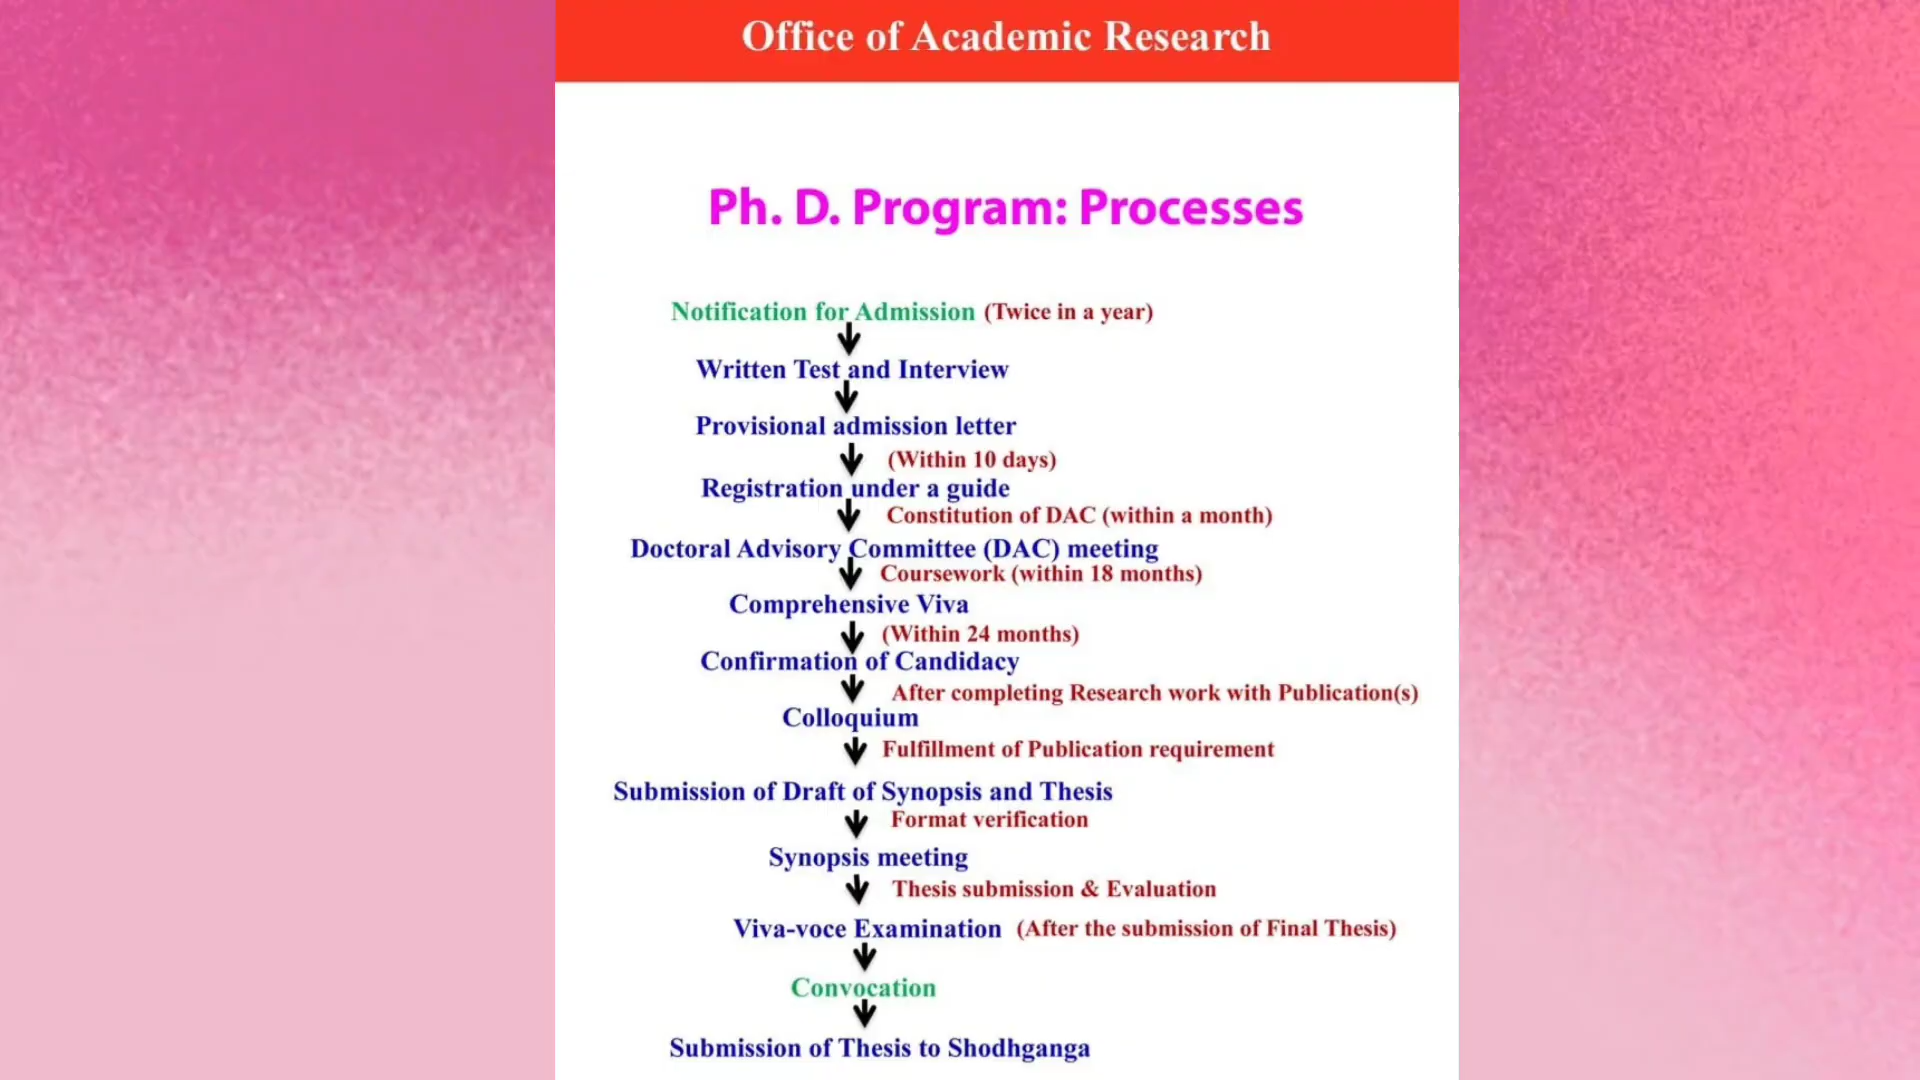 Office of Academic Research
Ph. D. Program: Processes
Notification for Admission (Twice in a year)
Written Test and Interview
Provisional admission letter
(Within 10 days)
Registration under a guide
Constitution of DAC (within a month)
Doctoral Advisory Committee (DAC) meeting
Coursework (within 18 months)
Comprehensive Viva
(Within 24 months)
Confirmation of Candidacy
After completing Research work with Publication(s)
Colloquium
Fulfillment of Publication requirement
Submission of Draft of Synopsis and Thesis
Format verification
Synopsis meeting
Thesis submission & Evaluation
Viva-voce Examination (After the submission of Final Thesis)
Convocation
Submission of Thesis to Shodhganga